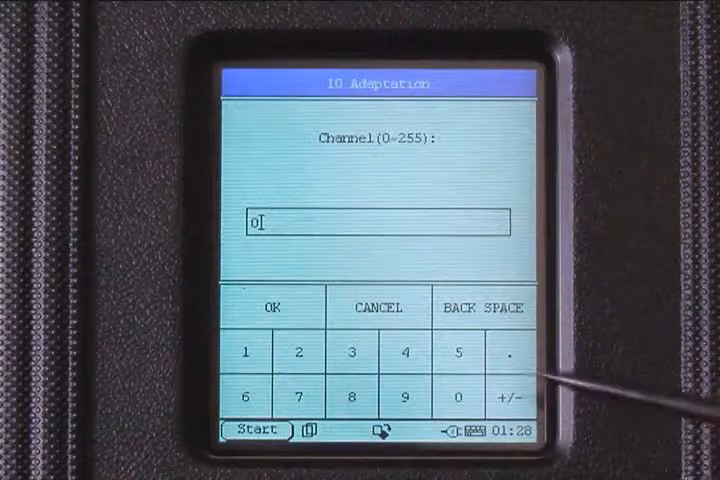 10 Adaptation
Channel(0-255):
0
OK CANCEL BACK SPACE
1 2 3 4 5 .
6 7 8 9 0 +/-
Start 01:28